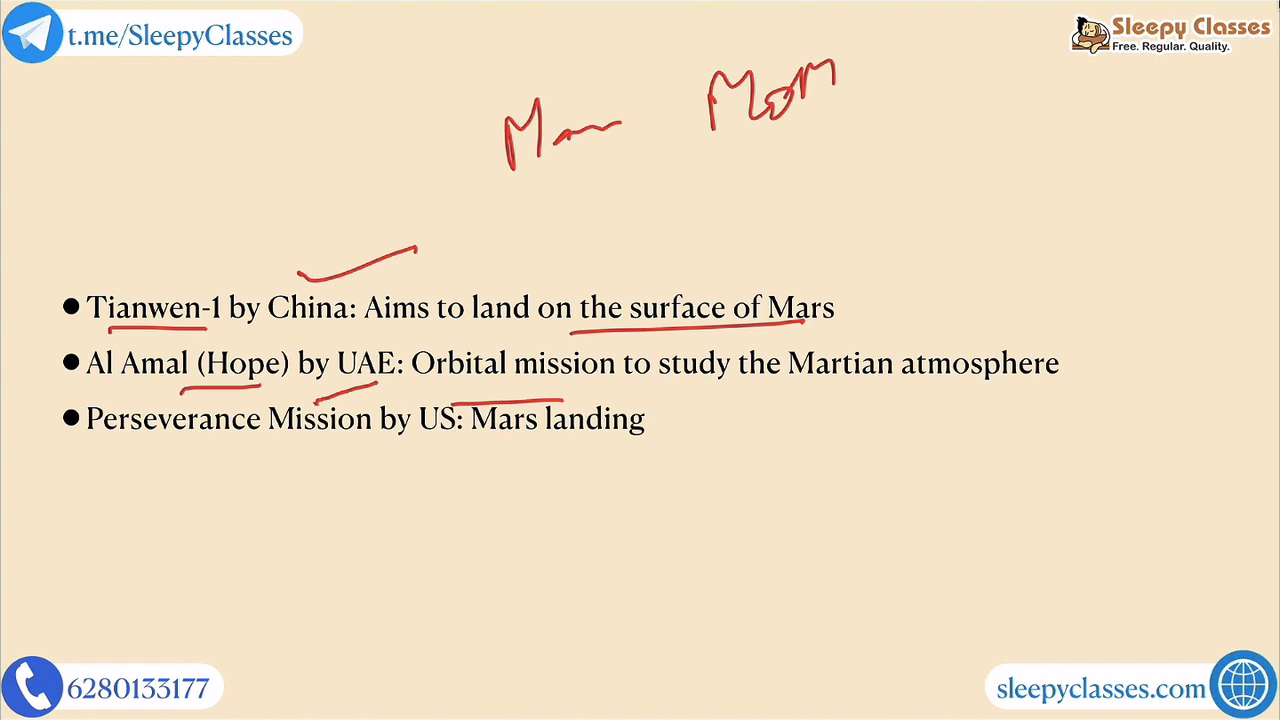 t.me/SleepyClasses
Sleepy Classes
Free. Regular. Quality.
MOM
● Tianwen-1 by China: Aims to land on the surface of Mars
● Al Amal (Hope) by UAE: Orbital mission to study the Martian atmosphere
● Perseverance Mission by US: Mars landing
6280133177
sleepyclasses.com